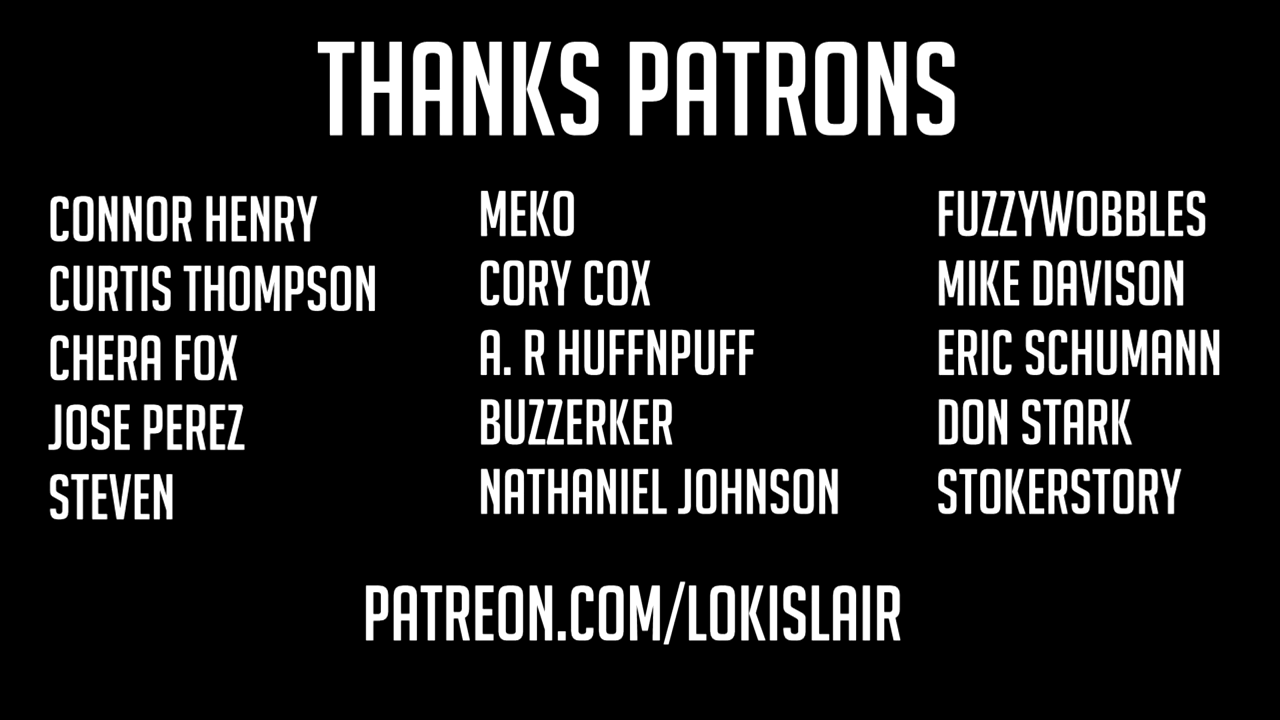 THANKS PATRONS
CONNOR HENRY
CURTIS THOMPSON
CHERA FOX
JOSE PEREZ
STEVEN
MEKO
CORY COX
A. R HUFFNPUFF
BUZZERKER
NATHANIEL JOHNSON
FUZZYWOBBLES
MIKE DAVISON
ERIC SCHUMANN
DON STARK
STOKERSTORY
PATREON.COM/LOKISLAIR